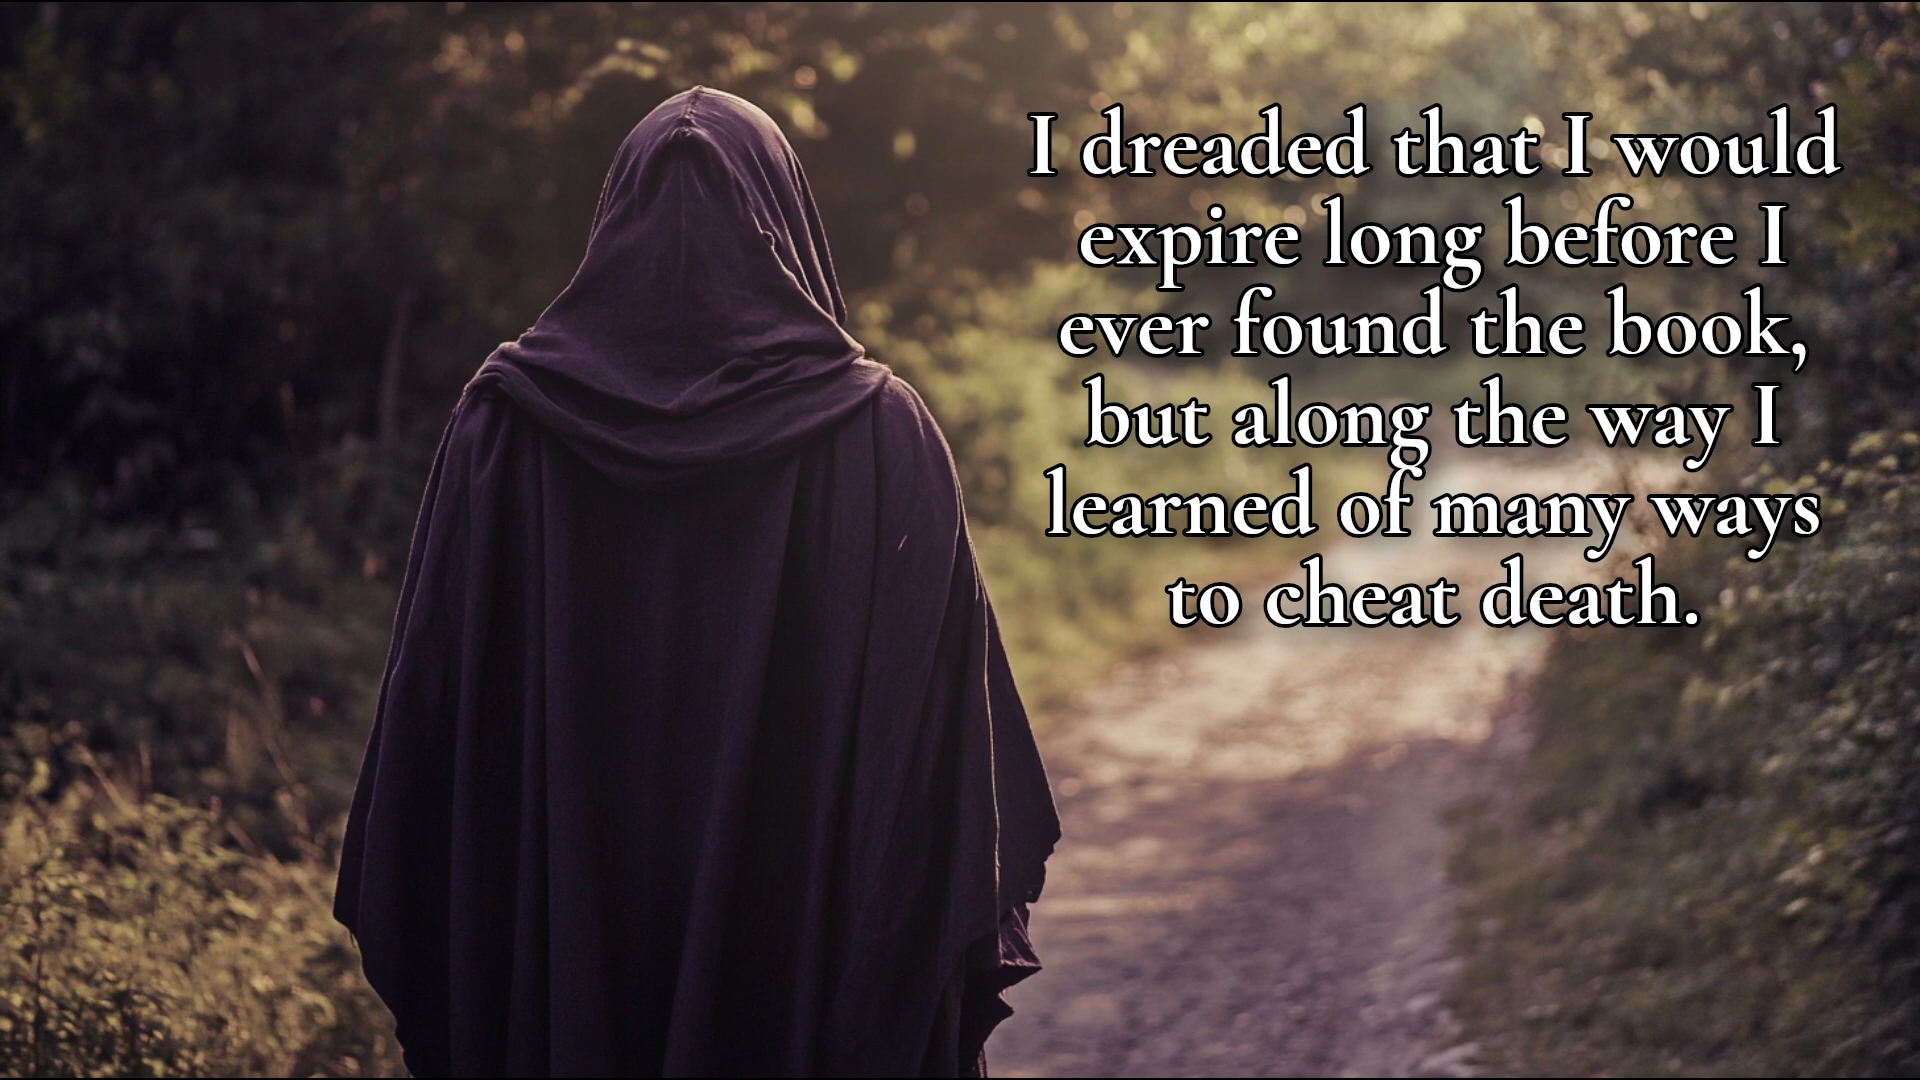 I dreaded that I would
expire long before I
ever found the book,
but along the way I
learned of many ways
to cheat death.